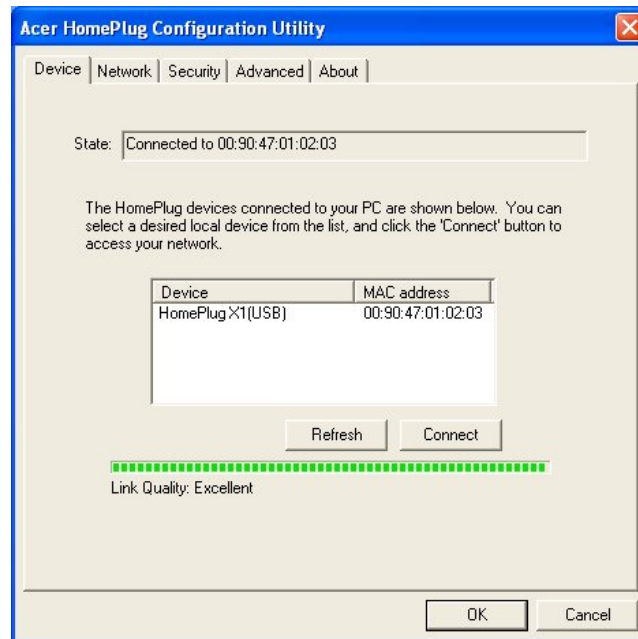 Acer HomePlug Configuration Utility
Device Network Security Advanced About
State: Connected to 00:90:47:01:02:03
The HomePlug devices connected to your PC are shown below. You can
select a desired local device from the list, and click the 'Connect' button to
access your network.
Device MAC address
HomePlug X1(USB) 00:90:47:01:02:03
Refresh Connect
Link Quality: Excellent
OK Cancel